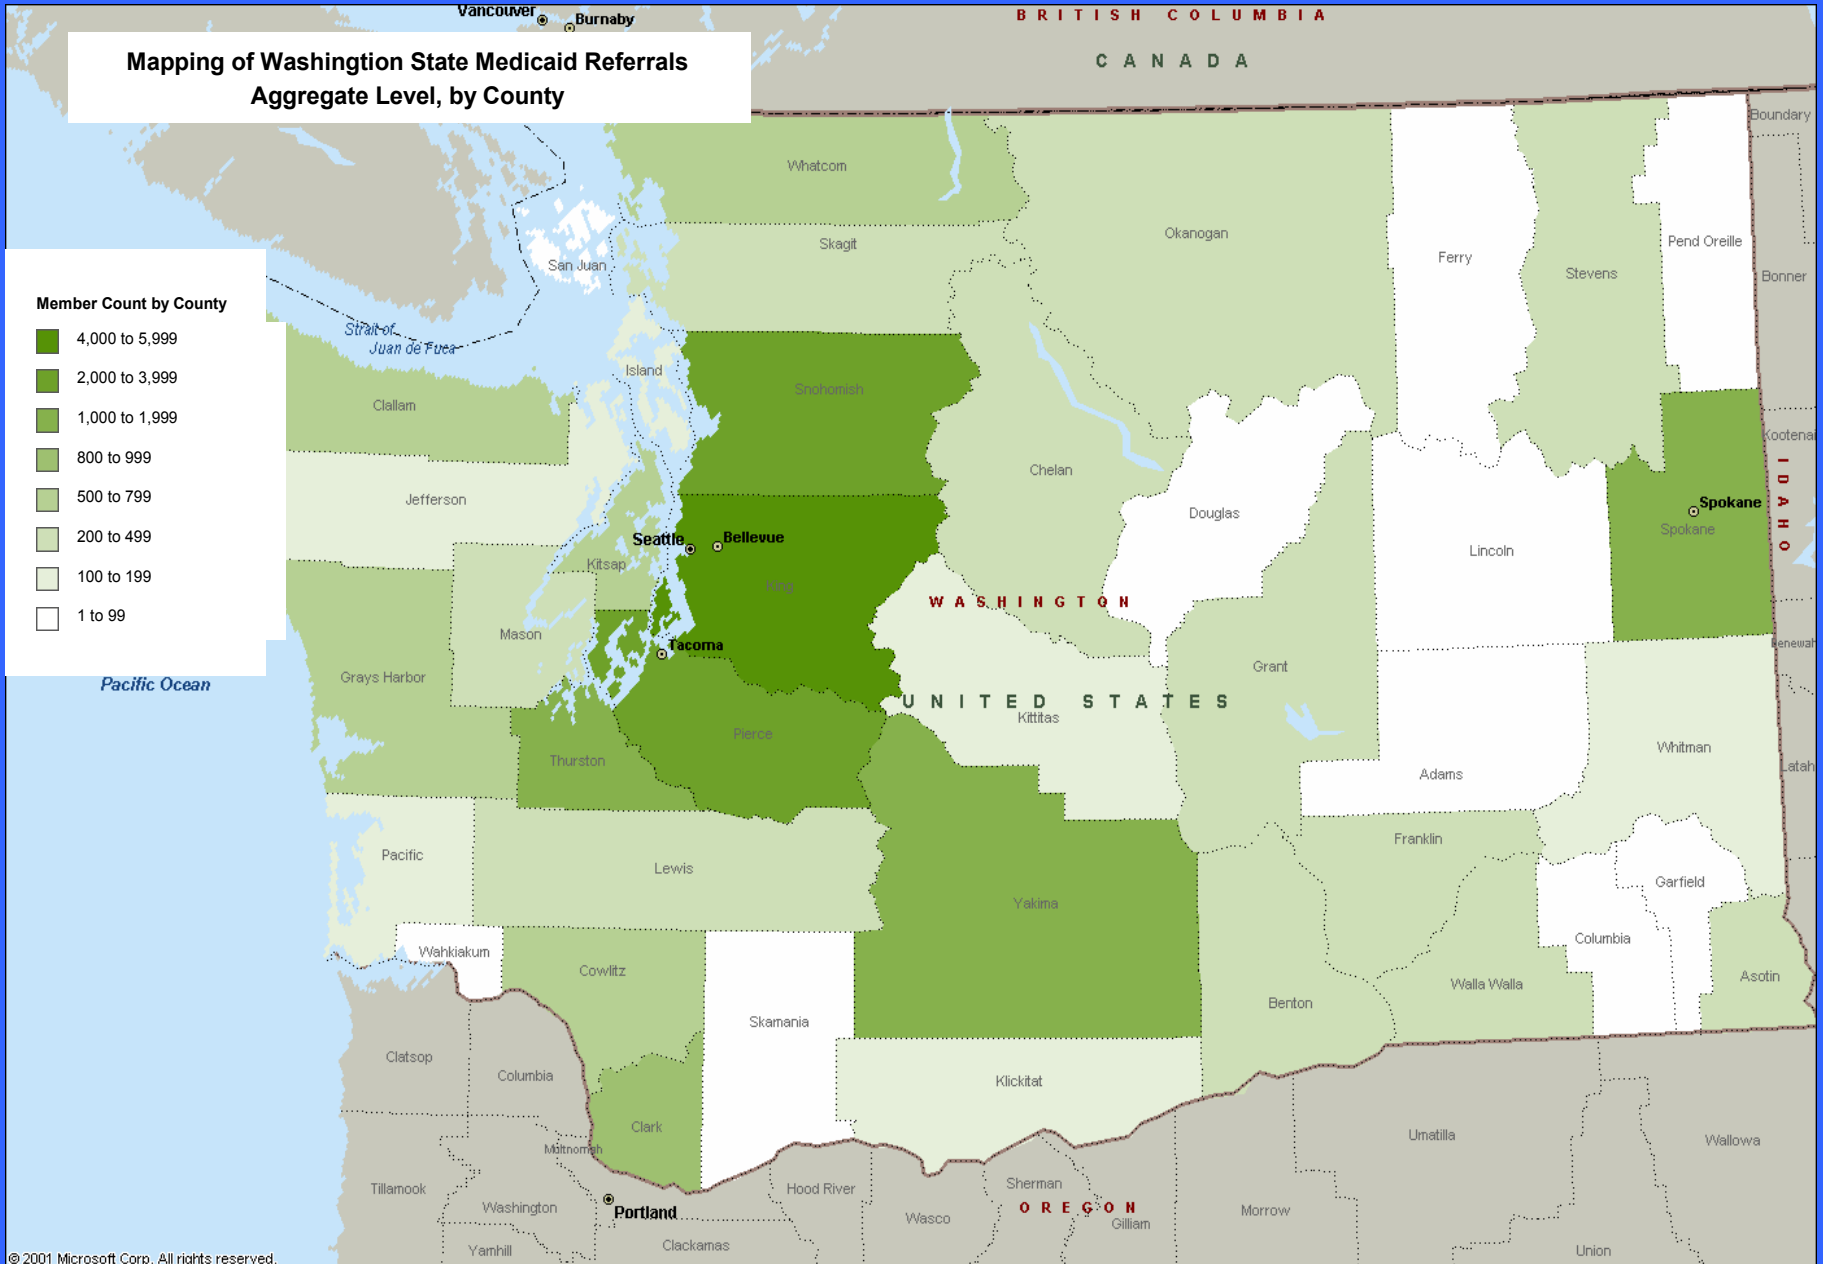 Vancouver
Burnaby
BRITISH COLUMBIA
CANADA
Mapping of Washingtion State Medicaid Referrals
Aggregate Level, by County
Boundary
Whatcom
Skagit
Okanogan
Ferry
Pend Oreille
Stevens
Bonner
San Juan
Member Count by County
4,000 to 5,999
2,000 to 3,999
1,000 to 1,999
800 to 999
500 to 799
200 to 499
100 to 199
1 to 99
Strait of
Juan de Fuca
Island
Snohomish
Clallam
Kootenai
IDAHO
Chelan
Jefferson
Douglas
Spokane
Spokane
Seattle
Bellevue
Lincoln
Kitsap
King
WASHINGTON
Mason
Tacoma
Benewah
Grays Harbor
Pacific Ocean
Grant
UNITED STATES
Kittitas
Pierce
Thurston
Whitman
Latah
Adams
Franklin
Pacific
Lewis
Garfield
Yakima
Columbia
Wahkiakum
Cowlitz
Asotin
Walla Walla
Benton
Skamania
Clatsop
Columbia
Klickitat
Clark
Umatilla
Wallowa
Multnomah
Tillamook
Hood River
Sherman
Washington
Portland
Wasco
OREGON
Gilliam
Morrow
Yamhill
Clackamas
Union
© 2001 Microsoft Corp. All rights reserved.